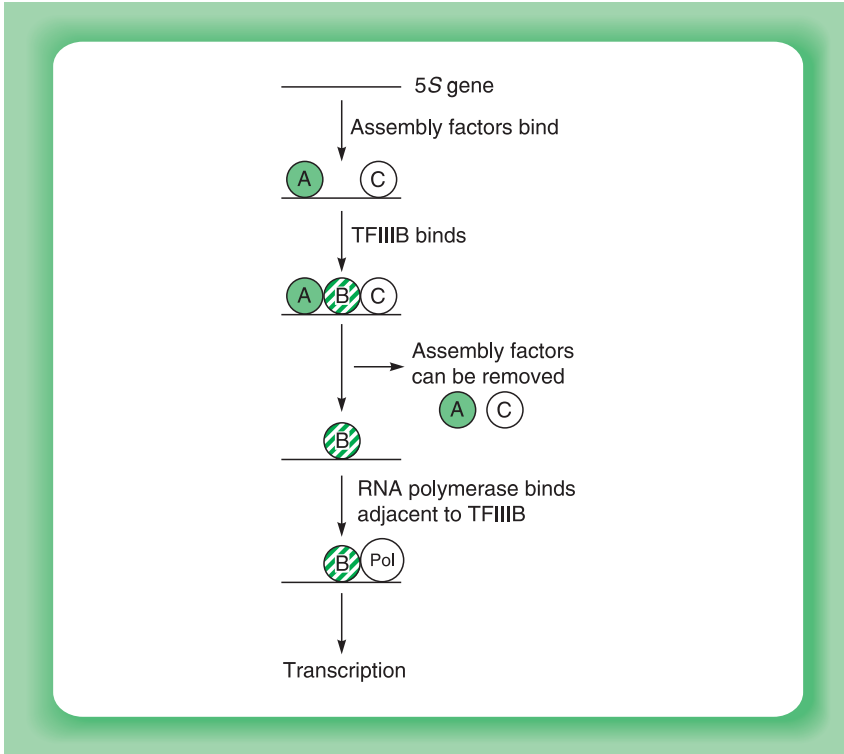 5S gene
Assembly factors bind
A C
TFIIIB binds
A B C
Assembly factors
can be removed
A C
B
RNA polymerase binds
adjacent to TFIIIB
B Pol
Transcription